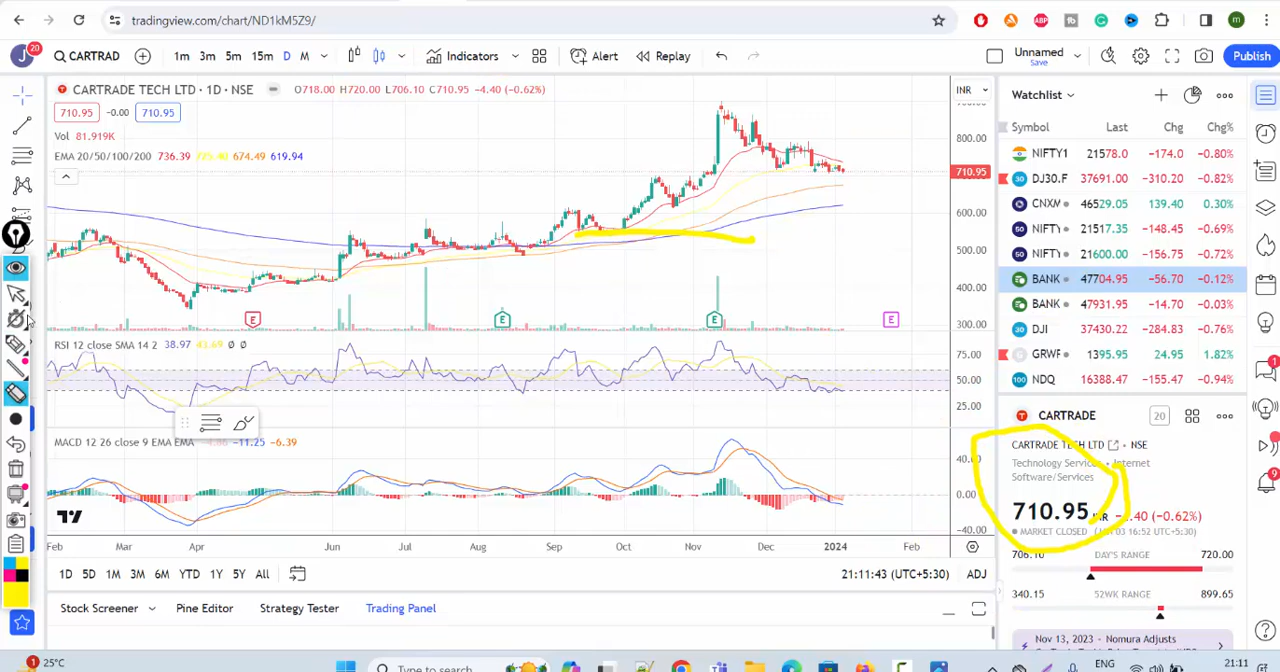 tradingview.com/chart/ND1kM5Z9/
ABP
m
J
20
CARTRAD
1m 3m 5m 15m D M
Indicators
Alert
Replay
Unnamed
Save
Publish
CARTRADE TECH LTD · 1D · NSE
O718.00 H720.00 L706.10 C710.95 −4.40 (−0.62%)
INR
710.95 -0.00 710.95
Vol 81.919K
EMA 20/50/100/200 736.39 674.49 619.94
800.00
710.95
600.00
500.00
400.00
300.00
E E E E
RSI 12 close SMA 14 2 38.97 43.69 Ø Ø
75.00
50.00
25.00
MACD 12 26 close 9 EMA EMA −11.25 −6.39
0.00
−40.00
Feb Mar Apr Jun Jul Aug Sep Oct Nov Dec 2024 Feb
1D 5D 1M 3M 6M YTD 1Y 5Y All
21:11:43 (UTC+5:30) ADJ
Stock Screener Pine Editor Strategy Tester Trading Panel
Watchlist
Symbol Last Chg Chg%
NIFTY1 21578.0 −174.0 −0.80%
DJ30.F 37691.00 −310.20 −0.82%
CNXM 46529.05 139.40 0.30%
NIFTY 21517.35 −148.45 −0.69%
NIFTY 21600.00 −156.75 −0.72%
BANK 47704.95 −56.70 −0.12%
BANK 47931.95 −14.70 −0.03%
DJI 37430.22 −284.83 −0.76%
GRWF 1395.95 24.95 1.82%
NDQ 16388.47 −155.47 −0.94%
CARTRADE
20
CARTRADE TECH LTD NSE
Technology Services • Internet
Software/Services
710.95 (−0.62%)
MARKET CLOSED (JAN 03 16:52 UTC+5:30)
706.10 DAY'S RANGE 720.00
340.15 52WK RANGE 899.65
Nov 13, 2023 - Nomura Adjusts
25°C
Type here to search
ENG
21:11